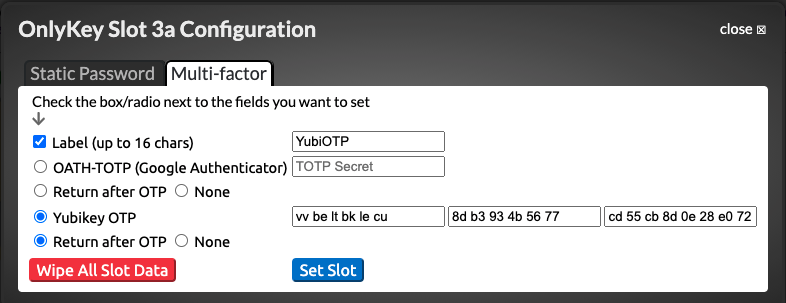 OnlyKey Slot 3a Configuration
close
Static Password Multi-factor
Check the box/radio next to the fields you want to set
Label (up to 16 chars) YubiOTP
OATH-TOTP (Google Authenticator) TOTP Secret
Return after OTP None
Yubikey OTP vv be lt bk le cu 8d b3 93 4b 56 77 cd 55 cb 8d 0e 28 e0 72
Return after OTP None
Wipe All Slot Data Set Slot